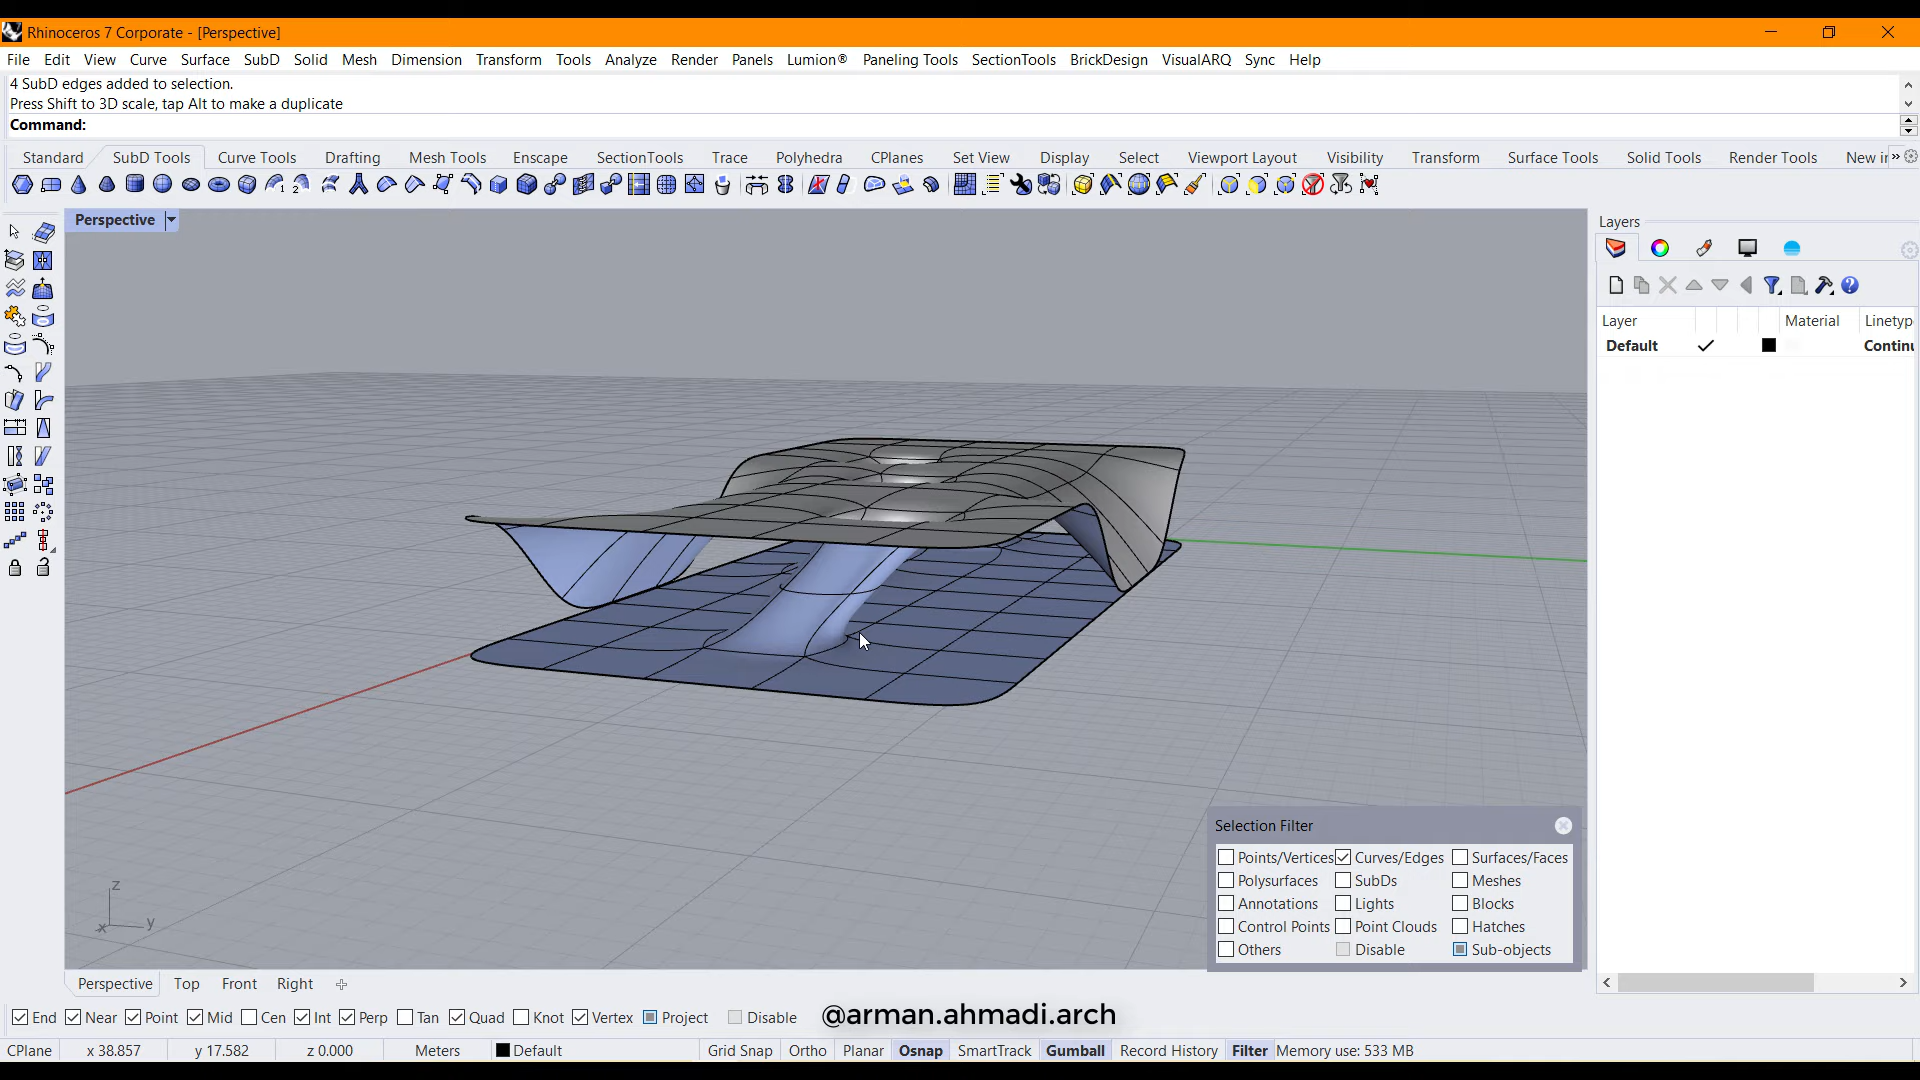 Rhinoceros 7 Corporate - [Perspective]
File Edit View Curve Surface SubD Solid Mesh Dimension Transform Tools Analyze Render Panels Lumion® Paneling Tools SectionTools BrickDesign VisualARQ Sync Help
4 SubD edges added to selection.
Press Shift to 3D scale, tap Alt to make a duplicate
Command:
Standard SubD Tools Curve Tools Drafting Mesh Tools Enscape SectionTools Trace Polyhedra CPlanes Set View Display Select Viewport Layout Visibility Transform Surface Tools Solid Tools Render Tools New in »
Perspective
Layers
Layer Material Linetyp
Default Continu
z
x y
Selection Filter
Points/Vertices Curves/Edges Surfaces/Faces
Polysurfaces SubDs Meshes
Annotations Lights Blocks
Control Points Point Clouds Hatches
Others Disable Sub-objects
Perspective Top Front Right
End Near Point Mid Cen Int Perp Tan Quad Knot Vertex Project Disable
@arman.ahmadi.arch
CPlane x 38.857 y 17.582 z 0.000 Meters Default Grid Snap Ortho Planar Osnap SmartTrack Gumball Record History Filter Memory use: 533 MB